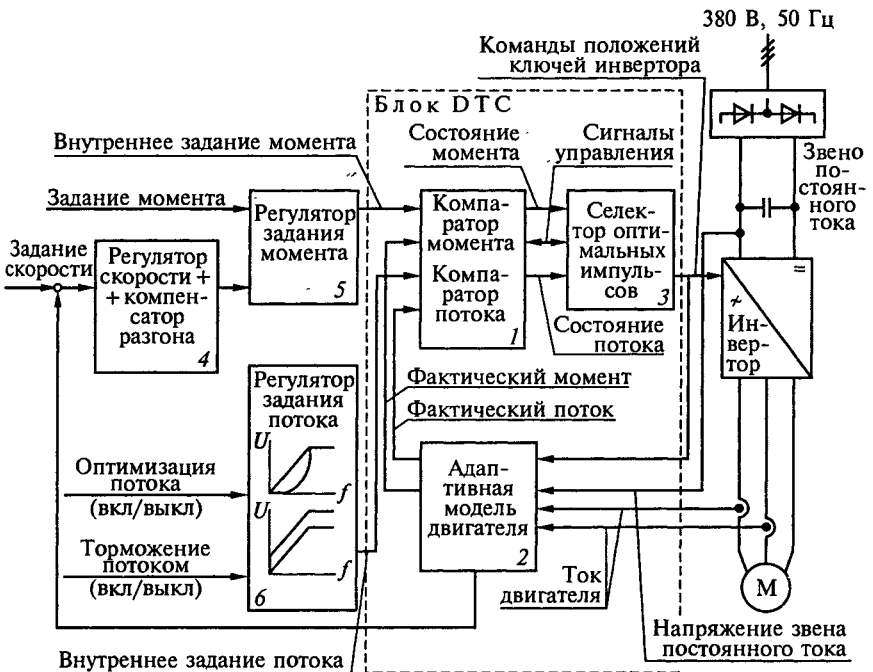 380 В, 50 Гц
Команды положений
ключей инвертора
Блок DTC
Внутреннее задание момента
Состояние
момента
Сигналы
управления
Звено
по-
стоян-
ного
тока
Задание момента
Регулятор
задания
момента
5
Компа-
ратор
момента
Компа-
ратор
потока
1
Селек-
тор опти-
мальных
импуль-
сов
3
Задание
скорости
Регулятор
скорости +
+ компен-
сатор
разгона
4
=
~
Ин-
вер-
тор
Состояние
потока
Фактический момент
Фактический поток
Регулятор
задания
потока
U
f
U
f
6
Оптимизация
потока
(вкл/выкл)
Торможение
потоком
(вкл/выкл)
Адап-
тивная
модель
двигателя
2
Ток
двигателя
М
Напряжение звена
постоянного тока
Внутреннее задание потока